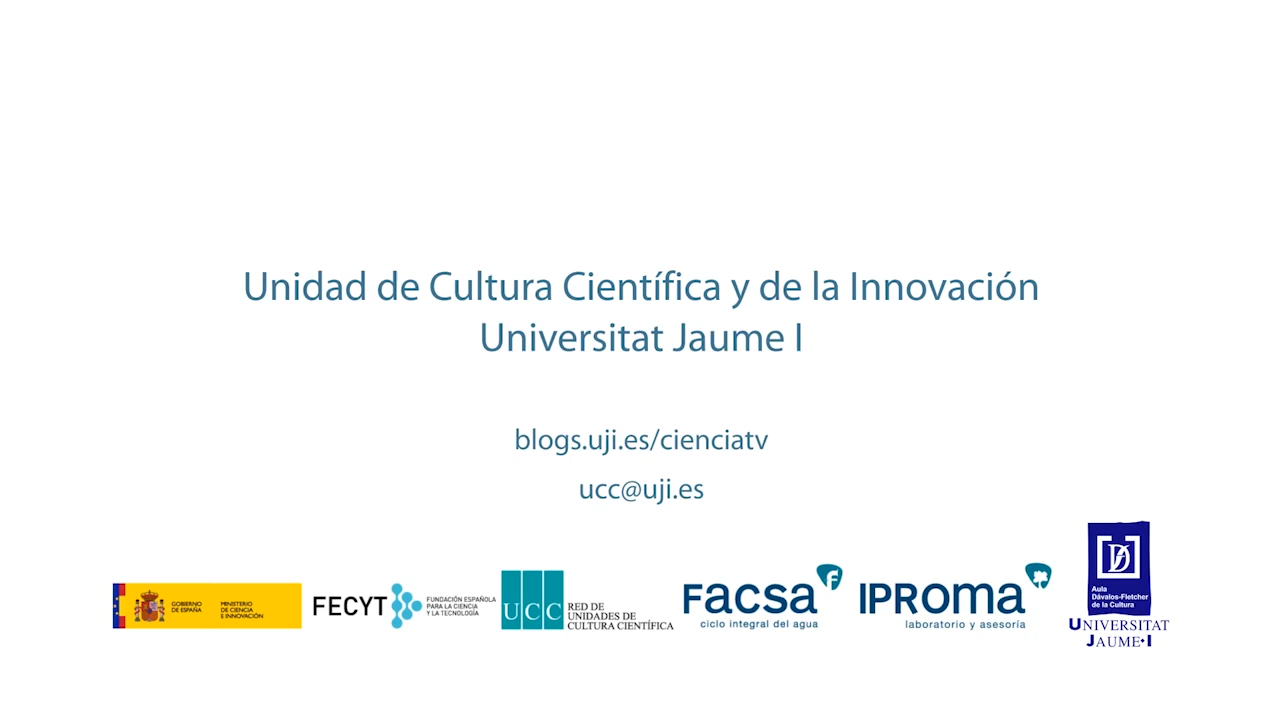 Unidad de Cultura Científica y de la Innovación
Universitat Jaume I
blogs.uji.es/cienciatv
ucc@uji.es
GOBIERNO
DE ESPAÑA
MINISTERIO
DE CIENCIA
E INNOVACIÓN
FECYT
FUNDACIÓN ESPAÑOLA
PARA LA CIENCIA
Y LA TECNOLOGÍA
UCC
RED DE
UNIDADES DE
CULTURA CIENTÍFICA
FACSA
ciclo integral del agua
IPROMA
laboratorio y asesoría
Aula
Dávalos-Fletcher
de la Cultura
UNIVERSITAT
JAUME•I